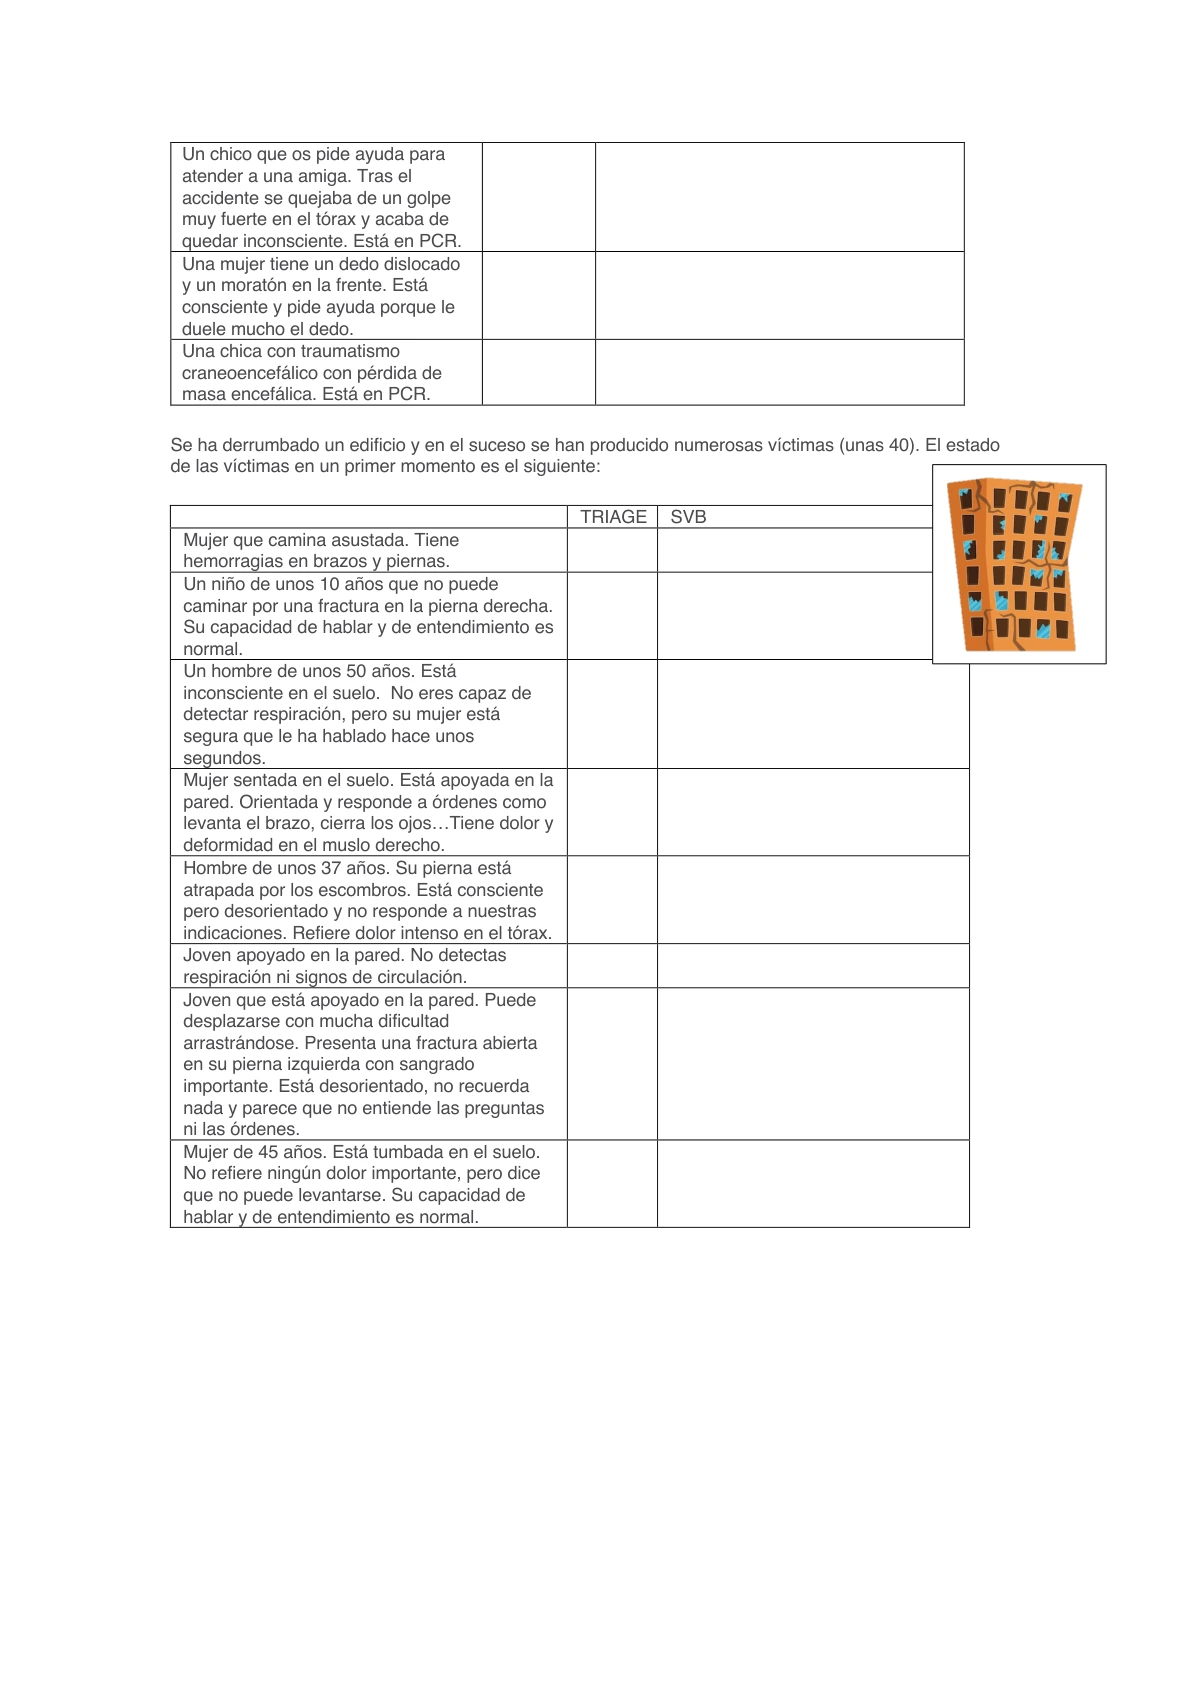 Un chico que os pide ayuda para
atender a una amiga. Tras el
accidente se quejaba de un golpe
muy fuerte en el tórax y acaba de
quedar inconsciente. Está en PCR.
Una mujer tiene un dedo dislocado
y un moratón en la frente. Está
consciente y pide ayuda porque le
duele mucho el dedo.
Una chica con traumatismo
craneoencefálico con pérdida de
masa encefálica. Está en PCR.
Se ha derrumbado un edificio y en el suceso se han producido numerosas víctimas (unas 40). El estado
de las víctimas en un primer momento es el siguiente:
TRIAGE SVB
Mujer que camina asustada. Tiene
hemorragias en brazos y piernas.
Un niño de unos 10 años que no puede
caminar por una fractura en la pierna derecha.
Su capacidad de hablar y de entendimiento es
normal.
Un hombre de unos 50 años. Está
inconsciente en el suelo.  No eres capaz de
detectar respiración, pero su mujer está
segura que le ha hablado hace unos
segundos.
Mujer sentada en el suelo. Está apoyada en la
pared. Orientada y responde a órdenes como
levanta el brazo, cierra los ojos…Tiene dolor y
deformidad en el muslo derecho.
Hombre de unos 37 años. Su pierna está
atrapada por los escombros. Está consciente
pero desorientado y no responde a nuestras
indicaciones. Refiere dolor intenso en el tórax.
Joven apoyado en la pared. No detectas
respiración ni signos de circulación.
Joven que está apoyado en la pared. Puede
desplazarse con mucha dificultad
arrastrándose. Presenta una fractura abierta
en su pierna izquierda con sangrado
importante. Está desorientado, no recuerda
nada y parece que no entiende las preguntas
ni las órdenes.
Mujer de 45 años. Está tumbada en el suelo.
No refiere ningún dolor importante, pero dice
que no puede levantarse. Su capacidad de
hablar y de entendimiento es normal.